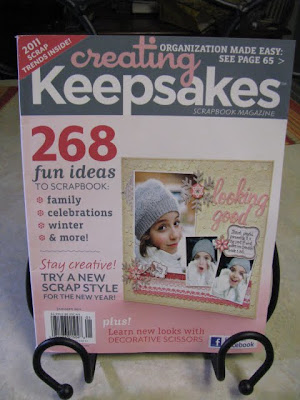 2011
SCRAP
TRENDS INSIDE!
ORGANIZATION MADE EASY:
SEE PAGE 65 >
creating
Keepsakes
SCRAPBOOK MAGAZINE
268
fun ideas
TO SCRAPBOOK:
family
celebrations
winter
& more!
looking
good
Stay creative!
TRY A NEW
SCRAP STYLE
FOR THE NEW YEAR!
plus!
Learn new looks with
DECORATIVE SCISSORS
facebook